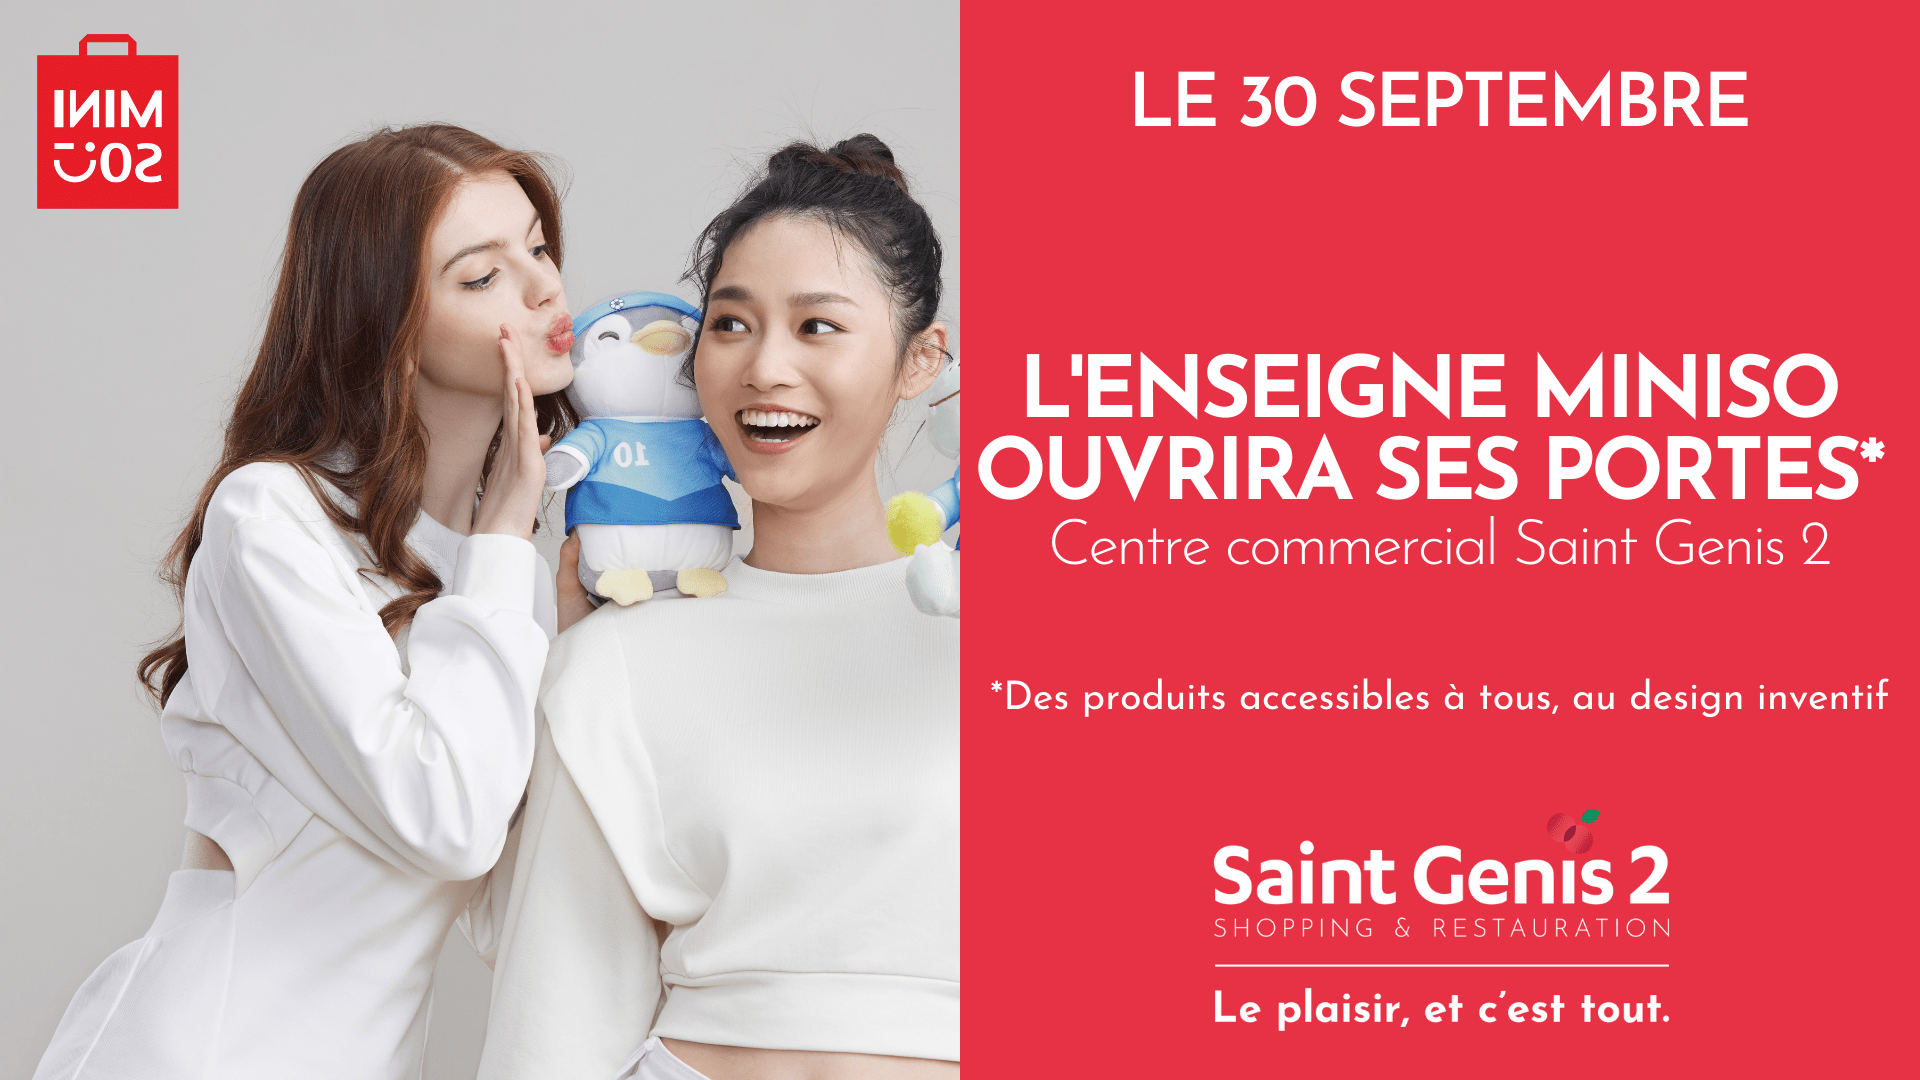 MINI
SO
10
LE 30 SEPTEMBRE
L'ENSEIGNE MINISO
OUVRIRA SES PORTES*
Centre commercial Saint Genis 2
*Des produits accessibles à tous, au design inventif
Saint Genis 2
SHOPPING & RESTAURATION
Le plaisir, et c’est tout.